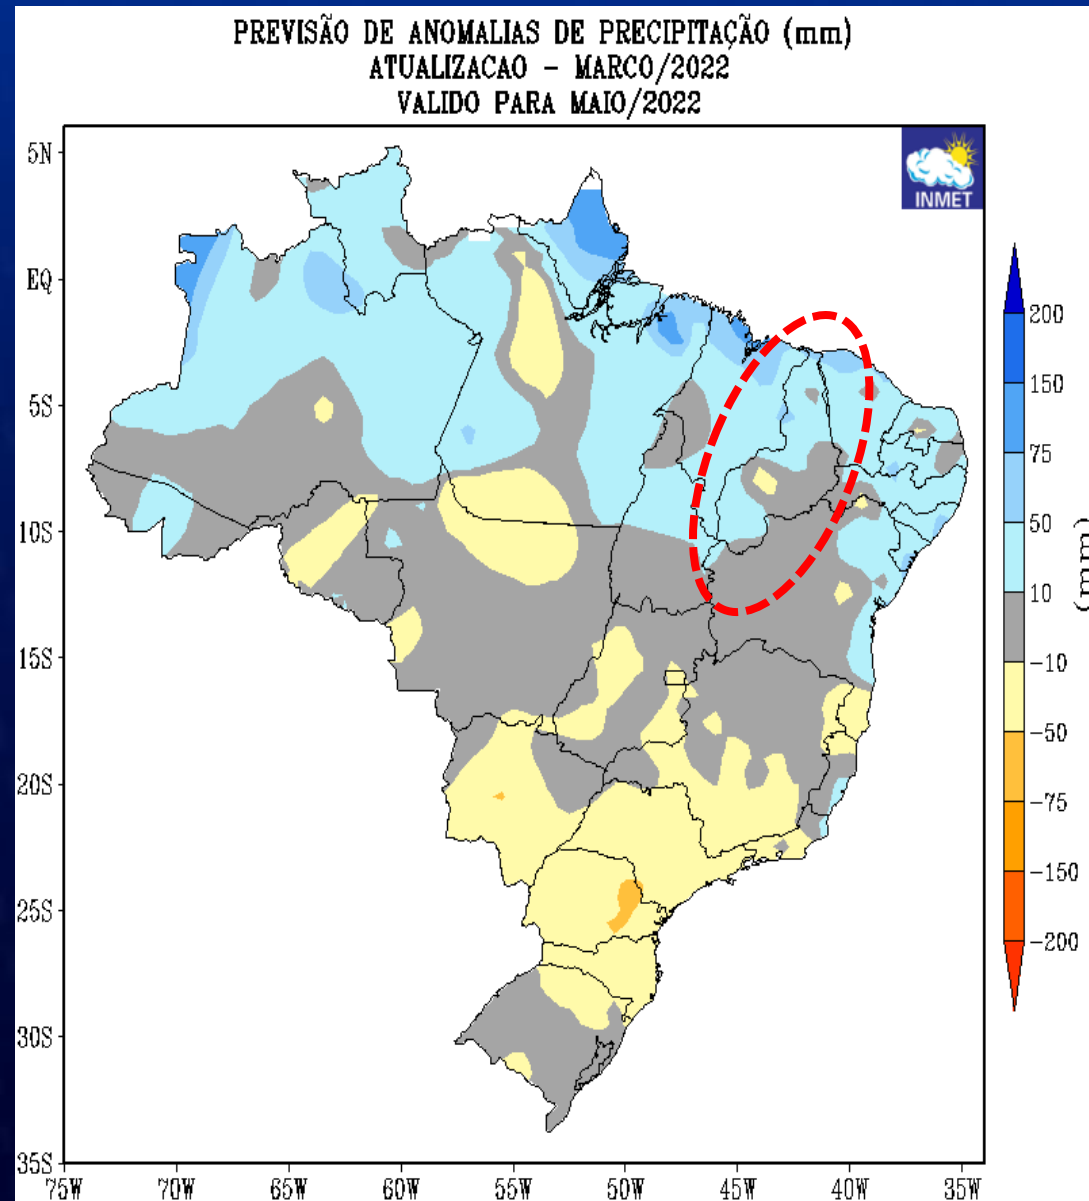 PREVISÃO DE ANOMALIAS DE PRECIPITAÇÃO (mm)
ATUALIZACAO - MARCO/2022
VALIDO PARA MAIO/2022
INMET
5N
EQ
5S
10S
15S
20S
25S
30S
35S
75W 70W 65W 60W 55W 50W 45W 40W 35W
200
150
75
50
10
-10
-50
-75
-150
-200
(mm)